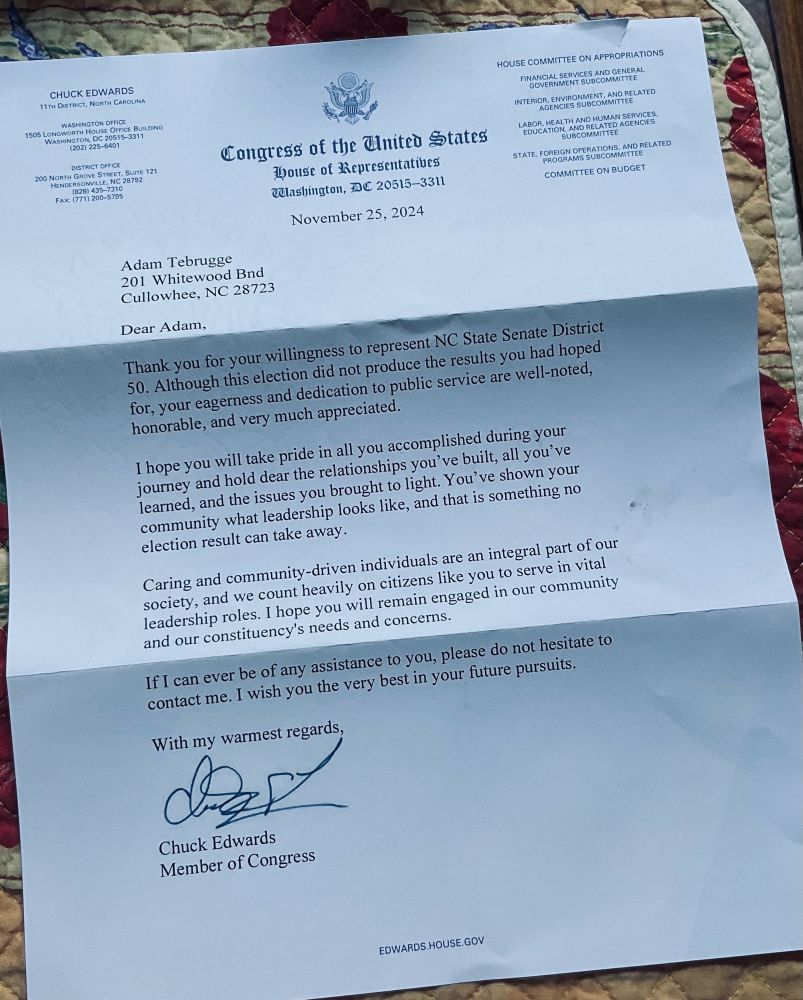 CHUCK EDWARDS
11TH DISTRICT, NORTH CAROLINA
WASHINGTON OFFICE
1505 LONGWORTH HOUSE OFFICE BUILDING
WASHINGTON, DC 20515–3311
(202) 225–6401
DISTRICT OFFICE
200 NORTH GROVE STREET, SUITE 121
HENDERSONVILLE, NC 28792
(828) 435–7310
FAX: (771) 200–5795
Congress of the United States
House of Representatives
Washington, DC 20515–3311
HOUSE COMMITTEE ON APPROPRIATIONS
FINANCIAL SERVICES AND GENERAL
GOVERNMENT SUBCOMMITTEE
INTERIOR, ENVIRONMENT, AND RELATED
AGENCIES SUBCOMMITTEE
LABOR, HEALTH AND HUMAN SERVICES,
EDUCATION, AND RELATED AGENCIES
SUBCOMMITTEE
STATE, FOREIGN OPERATIONS, AND RELATED
PROGRAMS SUBCOMMITTEE
COMMITTEE ON BUDGET
November 25, 2024
Adam Tebrugge
201 Whitewood Bnd
Cullowhee, NC 28723
Dear Adam,
Thank you for your willingness to represent NC State Senate District
50. Although this election did not produce the results you had hoped
for, your eagerness and dedication to public service are well-noted,
honorable, and very much appreciated.
I hope you will take pride in all you accomplished during your
journey and hold dear the relationships you’ve built, all you’ve
learned, and the issues you brought to light. You’ve shown your
community what leadership looks like, and that is something no
election result can take away.
Caring and community-driven individuals are an integral part of our
society, and we count heavily on citizens like you to serve in vital
leadership roles. I hope you will remain engaged in our community
and our constituency's needs and concerns.
If I can ever be of any assistance to you, please do not hesitate to
contact me. I wish you the very best in your future pursuits.
With my warmest regards,
Chuck Edwards
Member of Congress
EDWARDS.HOUSE.GOV